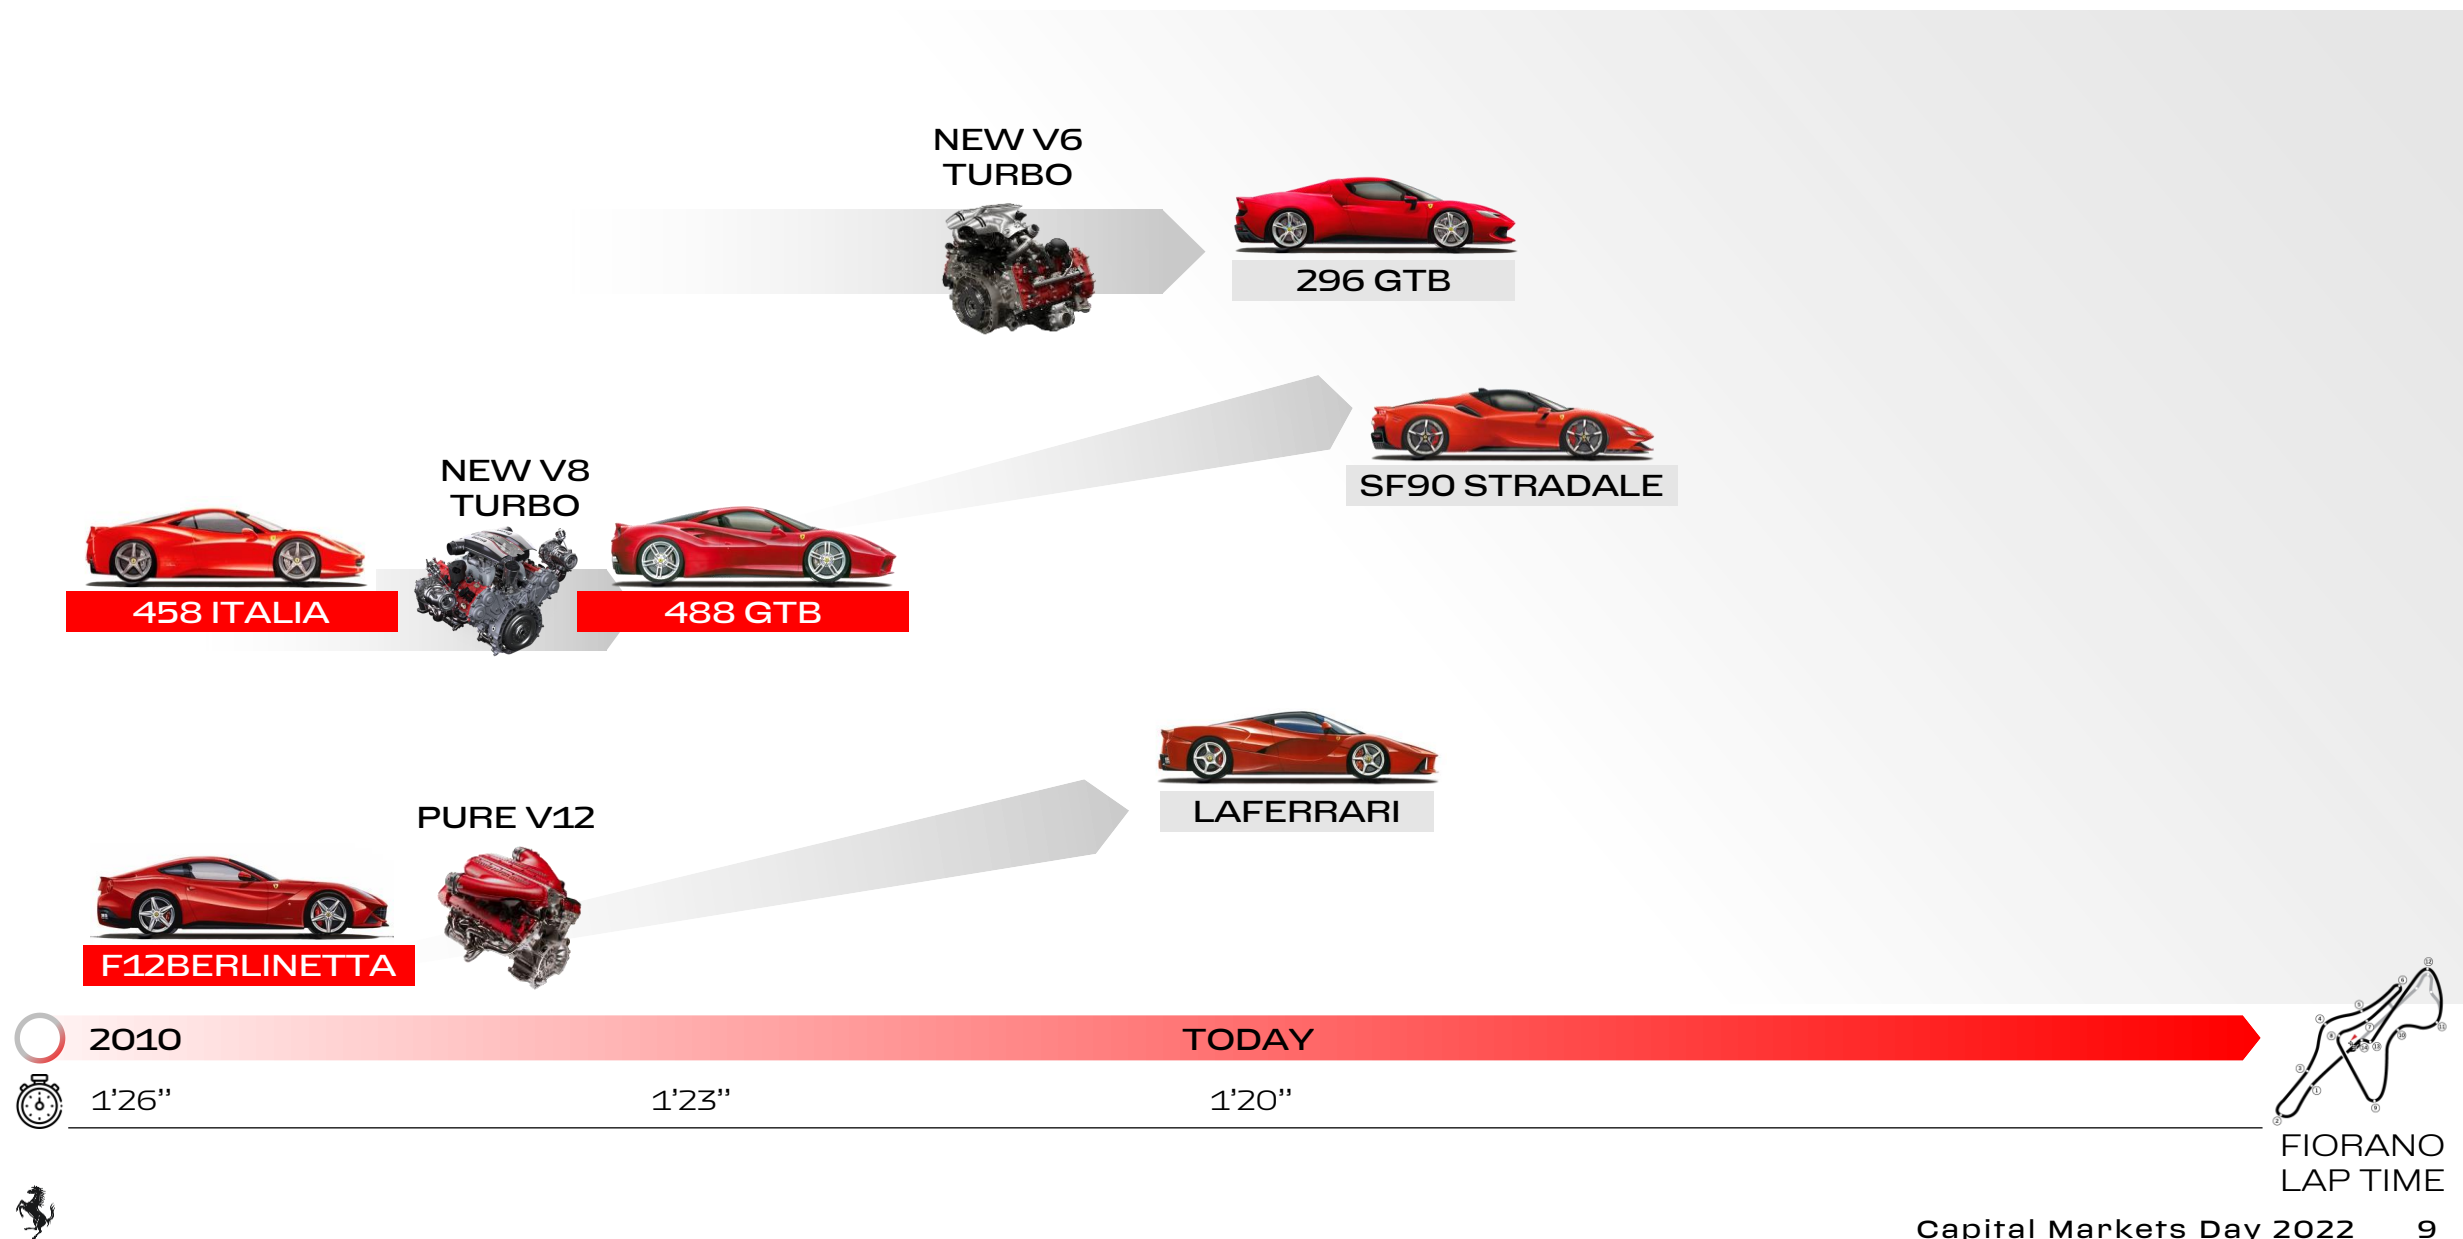 NEW V6
TURBO
296 GTB
SF90 STRADALE
NEW V8
TURBO
458 ITALIA
488 GTB
LAFERRARI
PURE V12
F12BERLINETTA
2010
TODAY
1'26”
1'23”
1'20”
FIORANO
LAP TIME
Capital Markets Day 2022
9